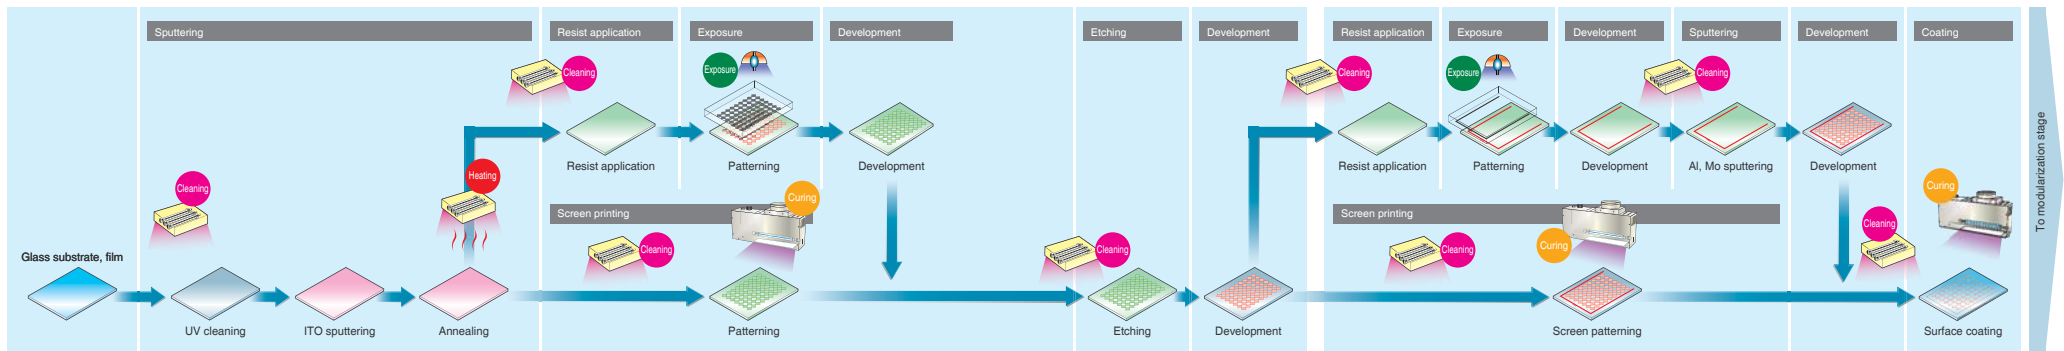 Sputtering
Resist application
Exposure
Development
Etching
Development
Resist application
Exposure
Development
Sputtering
Development
Coating
Cleaning
Exposure
Cleaning
Exposure
Cleaning
Resist application
Patterning
Development
Resist application
Patterning
Development
Al, Mo sputtering
Development
Heating
Cleaning
Curing
Curing
Screen printing
Screen printing
Cleaning
Cleaning
Cleaning
Curing
Cleaning
Glass substrate, film
UV cleaning
ITO sputtering
Annealing
Patterning
Etching
Development
Screen patterning
Surface coating
To modularization stage